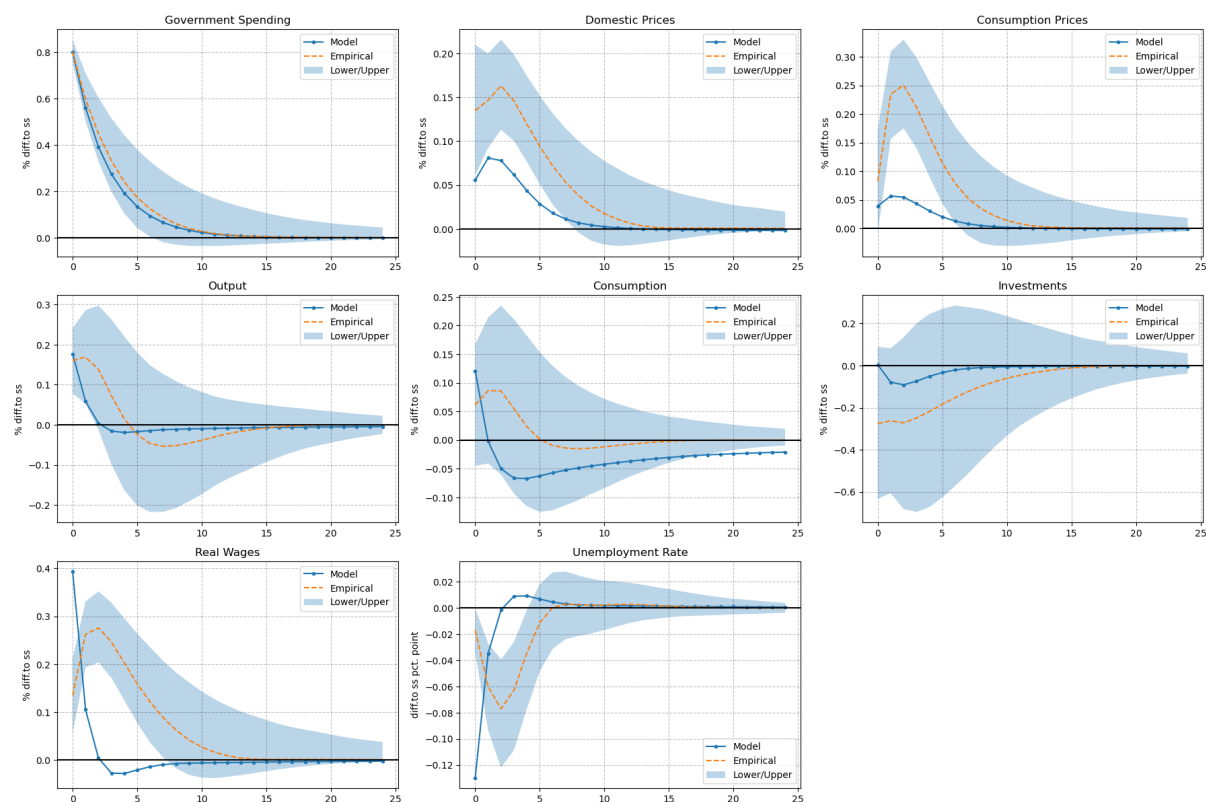 Government Spending
% diff.to ss
0.8
0.6
0.4
0.2
0.0
0 5 10 15 20 25
Model
Empirical
Lower/Upper
Domestic Prices
% diff.to ss
0.20
0.15
0.10
0.05
0.00
0 5 10 15 20 25
Model
Empirical
Lower/Upper
Consumption Prices
% diff.to ss
0.30
0.25
0.20
0.15
0.10
0.05
0.00
0 5 10 15 20 25
Model
Empirical
Lower/Upper
Output
% diff.to ss
0.3
0.2
0.1
0.0
−0.1
−0.2
0 5 10 15 20 25
Model
Empirical
Lower/Upper
Consumption
% diff.to ss
0.25
0.20
0.15
0.10
0.05
0.00
−0.05
−0.10
0 5 10 15 20 25
Model
Empirical
Lower/Upper
Investments
% diff.to ss
0.2
0.0
−0.2
−0.4
−0.6
0 5 10 15 20 25
Model
Empirical
Lower/Upper
Real Wages
% diff.to ss
0.4
0.3
0.2
0.1
0.0
0 5 10 15 20 25
Model
Empirical
Lower/Upper
Unemployment Rate
diff.to ss pct. point
0.02
0.00
−0.02
−0.04
−0.06
−0.08
−0.10
−0.12
0 5 10 15 20 25
Model
Empirical
Lower/Upper